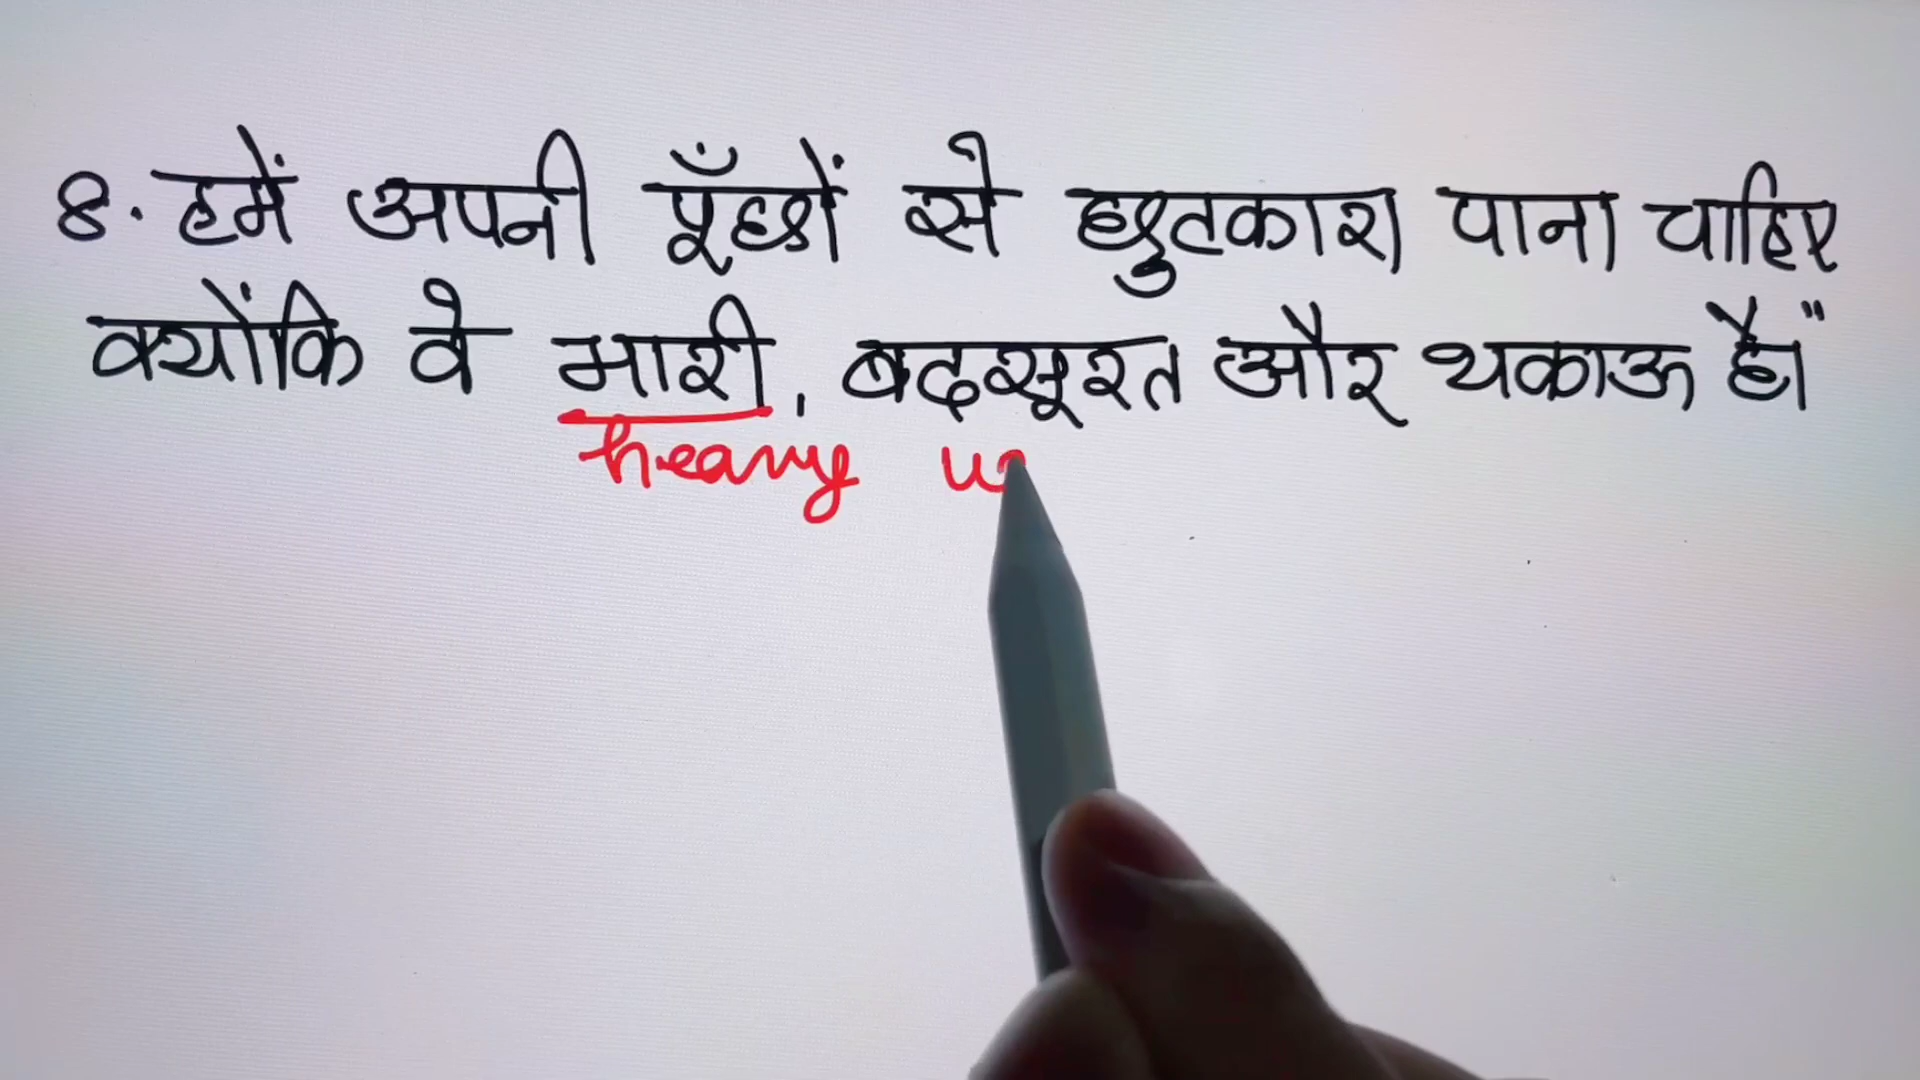 8. हमें अपनी पूँछों से छुटकारा पाना चाहिए
क्योंकि वे भारी, बदसूरत और थकाऊ है।"
heavy